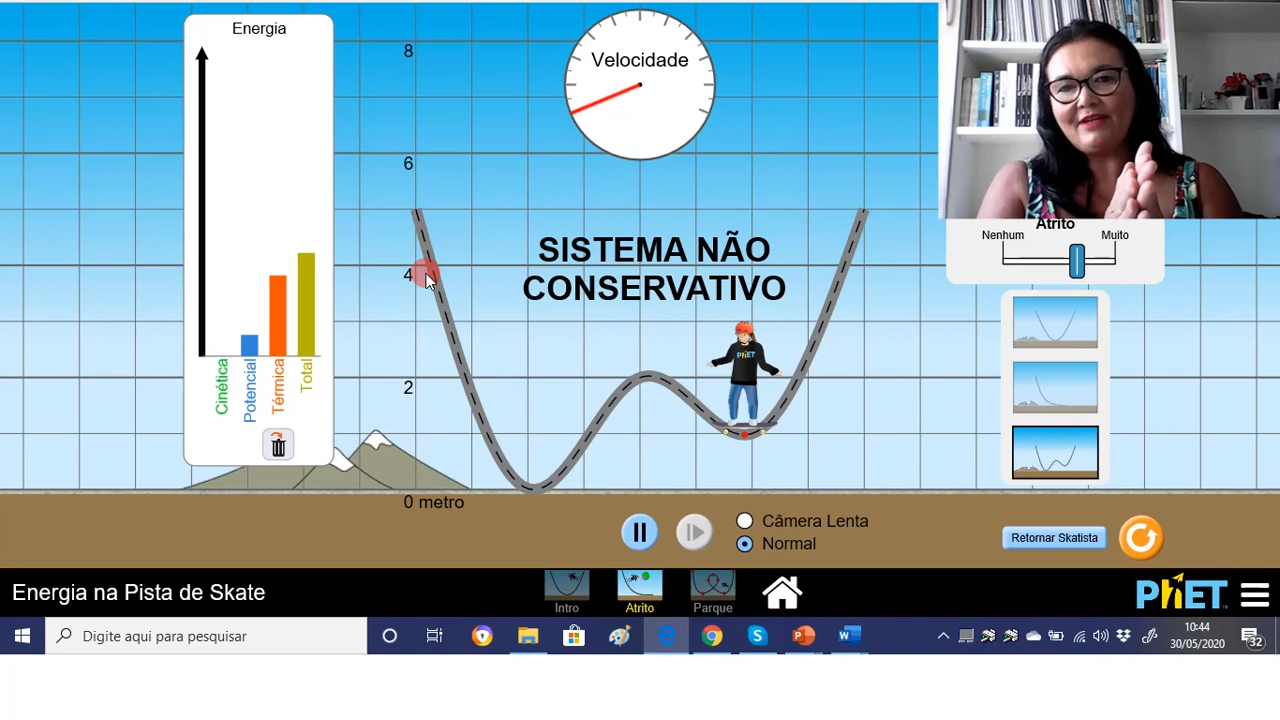 Energia
Cinética
Potencial
Térmica
Total
8
6
4
2
0 metro
Velocidade
SISTEMA NÃO
CONSERVATIVO
PhET
Atrito
Nenhum
Muito
Câmera Lenta
Normal
Retornar Skatista
Energia na Pista de Skate
Intro
Atrito
Parque
PhET
Digite aqui para pesquisar
10:44
30/05/2020
32